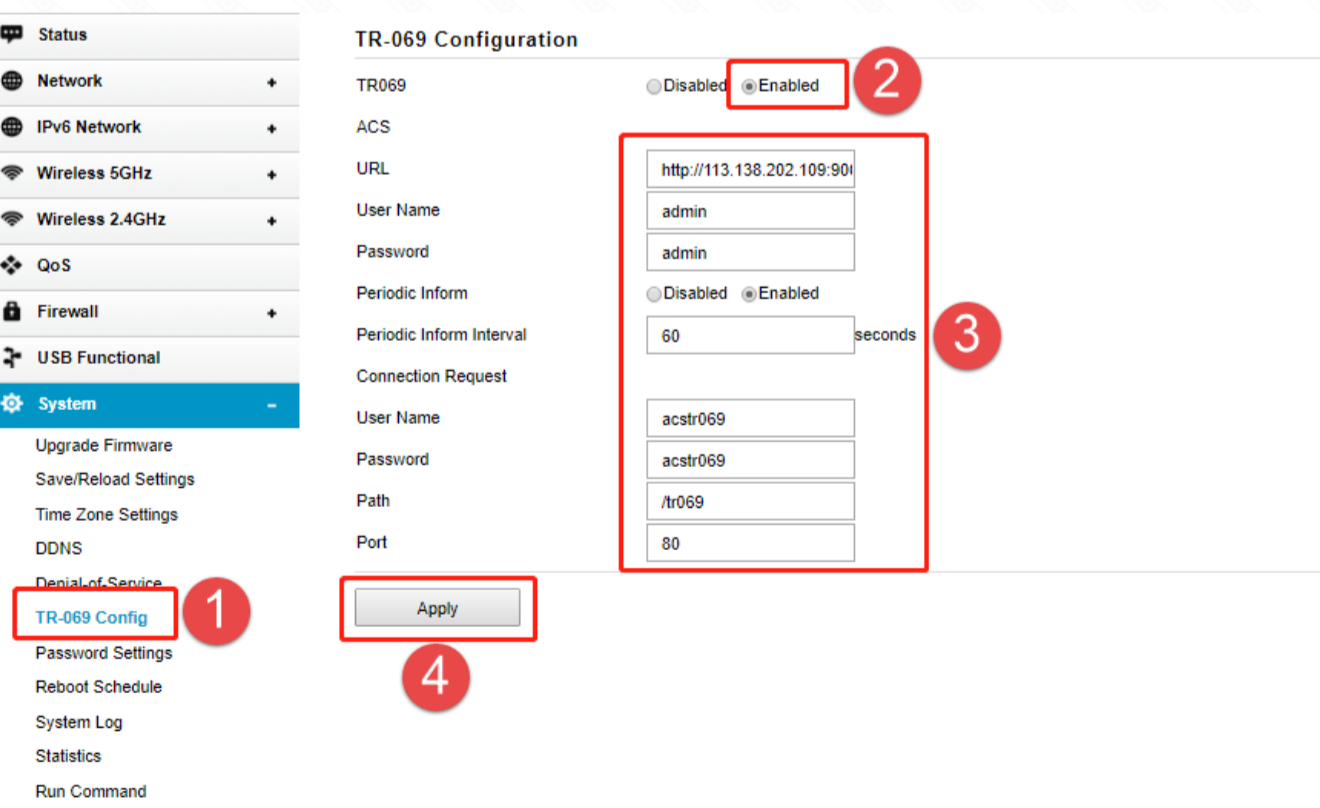 Status
Network +
IPv6 Network +
Wireless 5GHz +
Wireless 2.4GHz +
QoS
Firewall +
USB Functional
System -
Upgrade Firmware
Save/Reload Settings
Time Zone Settings
DDNS
Denial-of-Service
TR-069 Config 1
Password Settings
Reboot Schedule
System Log
Statistics
Run Command
TR-069 Configuration
TR069 Disabled Enabled 2
ACS
URL http://113.138.202.109:90
User Name admin
Password admin
Periodic Inform Disabled Enabled
Periodic Inform Interval 60 seconds 3
Connection Request
User Name acstr069
Password acstr069
Path /tr069
Port 80
Apply
4